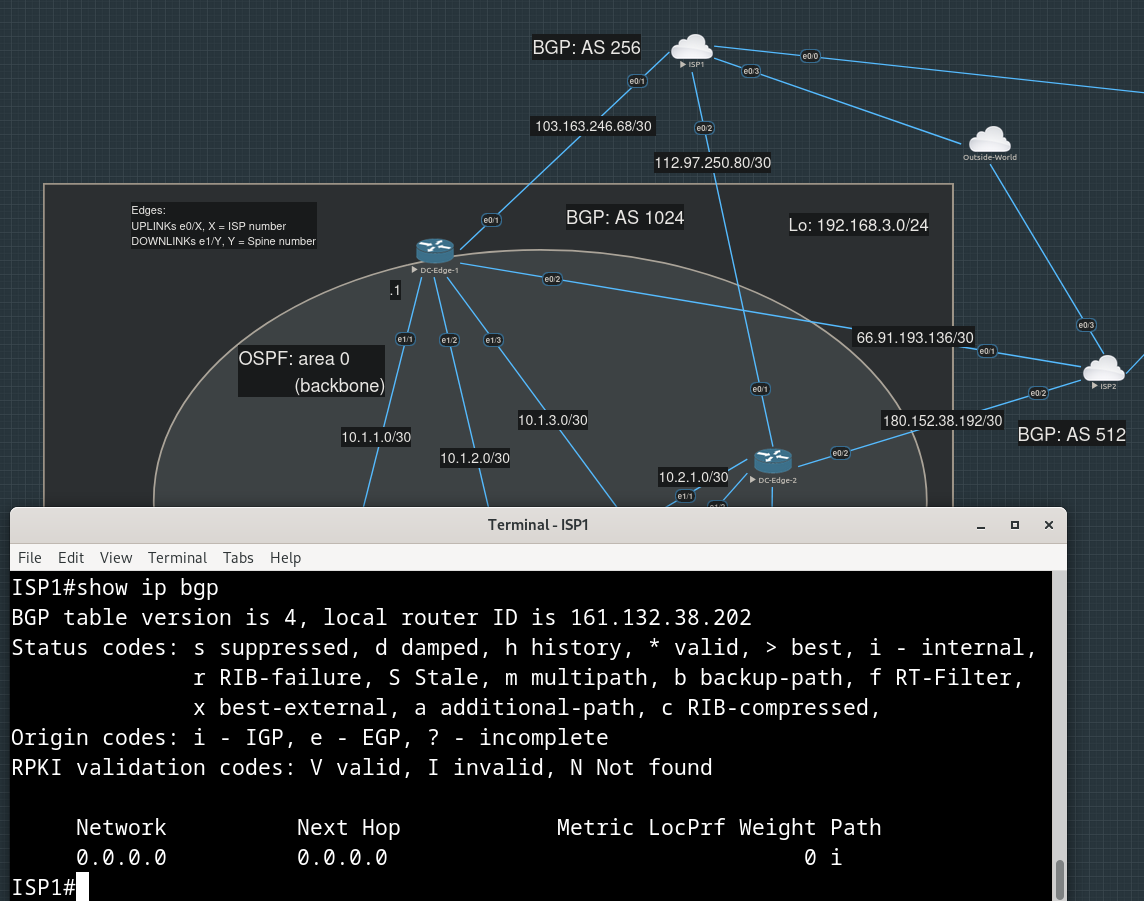 BGP: AS 256
ISP1
e0/0
e0/3
e0/1
103.163.246.68/30
e0/2
112.97.250.80/30
Outside-World
Edges:
UPLINKs e0/X, X = ISP number
DOWNLINKs e1/Y, Y = Spine number
e0/1
BGP: AS 1024
Lo: 192.168.3.0/24
DC-Edge-1
.1
e0/2
e0/3
66.91.193.136/30
e0/1
e1/1
e1/2
e1/3
OSPF: area 0
(backbone)
ISP2
e0/1
e0/2
10.1.1.0/30
10.1.2.0/30
10.1.3.0/30
180.152.38.192/30
BGP: AS 512
e0/2
10.2.1.0/30
DC-Edge-2
e1/1
Terminal - ISP1
File Edit View Terminal Tabs Help
ISP1#show ip bgp
BGP table version is 4, local router ID is 161.132.38.202
Status codes: s suppressed, d damped, h history, * valid, > best, i - internal,
r RIB-failure, S Stale, m multipath, b backup-path, f RT-Filter,
x best-external, a additional-path, c RIB-compressed,
Origin codes: i - IGP, e - EGP, ? - incomplete
RPKI validation codes: V valid, I invalid, N Not found
Network Next Hop Metric LocPrf Weight Path
0.0.0.0 0.0.0.0 0 i
ISP1#